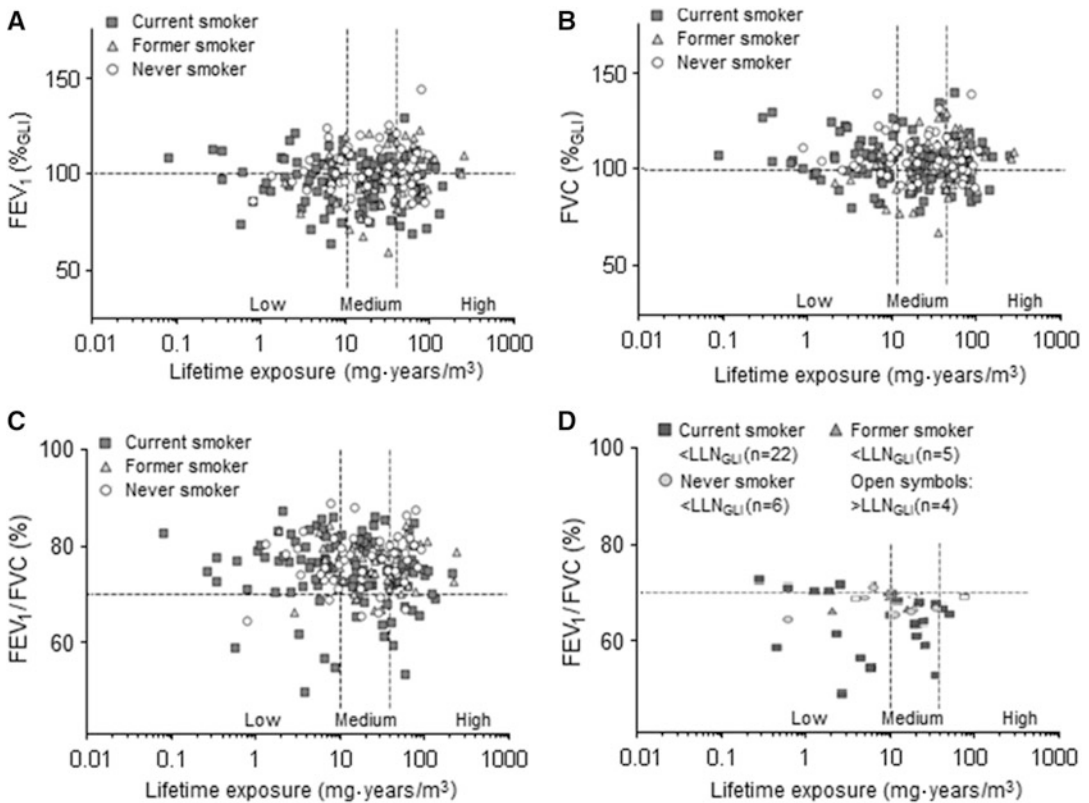 A
Current smoker
Former smoker
Never smoker
150
100
50
FEV1 (%GLI)
Low Medium High
0.01 0.1 1 10 100 1000
Lifetime exposure (mg·years/m³)
B
Current smoker
Former smoker
Never smoker
150
100
50
FVC (%GLI)
Low Medium High
0.01 0.1 1 10 100 1000
Lifetime exposure (mg·years/m³)
C
Current smoker
Former smoker
Never smoker
100
80
60
FEV1/FVC (%)
Low Medium High
0.01 0.1 1 10 100 1000
Lifetime exposure (mg·years/m³)
D
Current smoker
<LLNGLI(n=22)
Former smoker
<LLNGLI(n=5)
Never smoker
<LLNGLI(n=6)
Open symbols:
>LLNGLI(n=4)
100
80
60
FEV1/FVC (%)
Low Medium High
0.01 0.1 1 10 100 1000
Lifetime exposure (mg·years/m³)